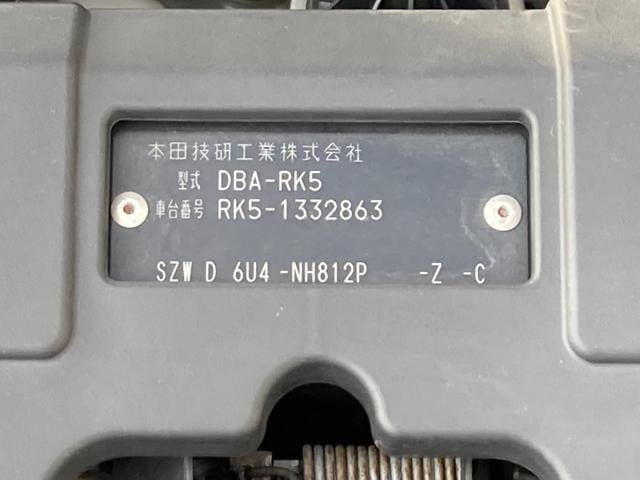 本田技研工業株式会社
型式 DBA-RK5
車台番号 RK5-1332863
SZW D 6U4 -NH812P -Z -C